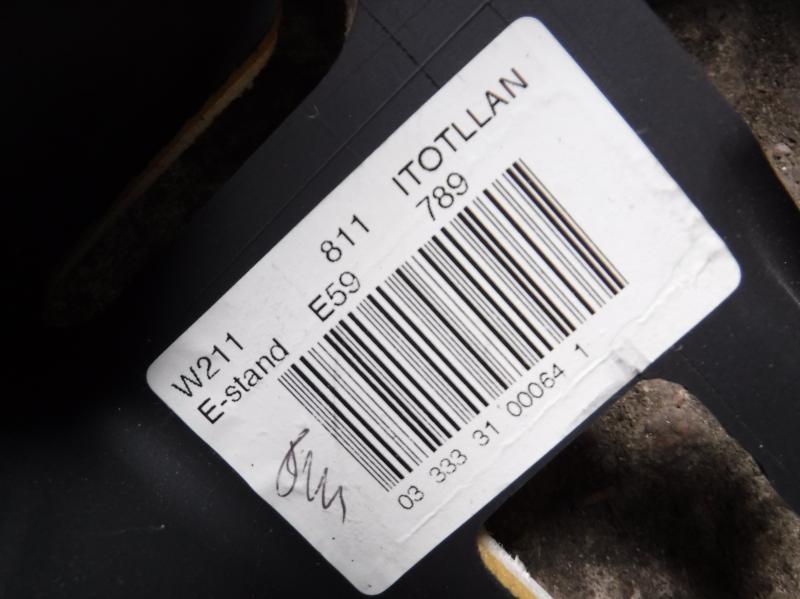 W211 811 ITOTLLAN
E-stand E59 789
03 333 31 00064 1